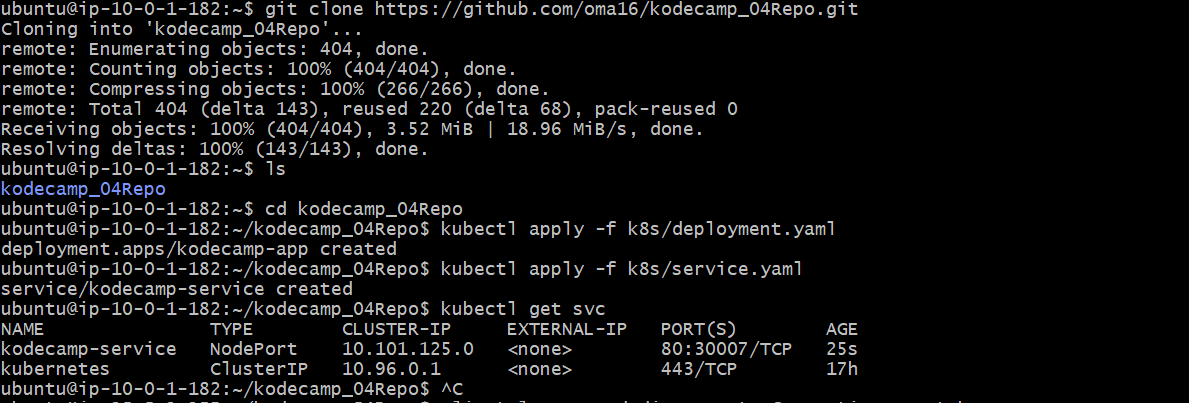 ubuntu@ip-10-0-1-182:~$ git clone https://github.com/oma16/kodecamp_04Repo.git
Cloning into 'kodecamp_04Repo'...
remote: Enumerating objects: 404, done.
remote: Counting objects: 100% (404/404), done.
remote: Compressing objects: 100% (266/266), done.
remote: Total 404 (delta 143), reused 220 (delta 68), pack-reused 0
Receiving objects: 100% (404/404), 3.52 MiB | 18.96 MiB/s, done.
Resolving deltas: 100% (143/143), done.
ubuntu@ip-10-0-1-182:~$ ls
kodecamp_04Repo
ubuntu@ip-10-0-1-182:~$ cd kodecamp_04Repo
ubuntu@ip-10-0-1-182:~/kodecamp_04Repo$ kubectl apply -f k8s/deployment.yaml
deployment.apps/kodecamp-app created
ubuntu@ip-10-0-1-182:~/kodecamp_04Repo$ kubectl apply -f k8s/service.yaml
service/kodecamp-service created
ubuntu@ip-10-0-1-182:~/kodecamp_04Repo$ kubectl get svc
NAME TYPE CLUSTER-IP EXTERNAL-IP PORT(S) AGE
kodecamp-service NodePort 10.101.125.0 <none> 80:30007/TCP 25s
kubernetes ClusterIP 10.96.0.1 <none> 443/TCP 17h
ubuntu@ip-10-0-1-182:~/kodecamp_04Repo$ ^C